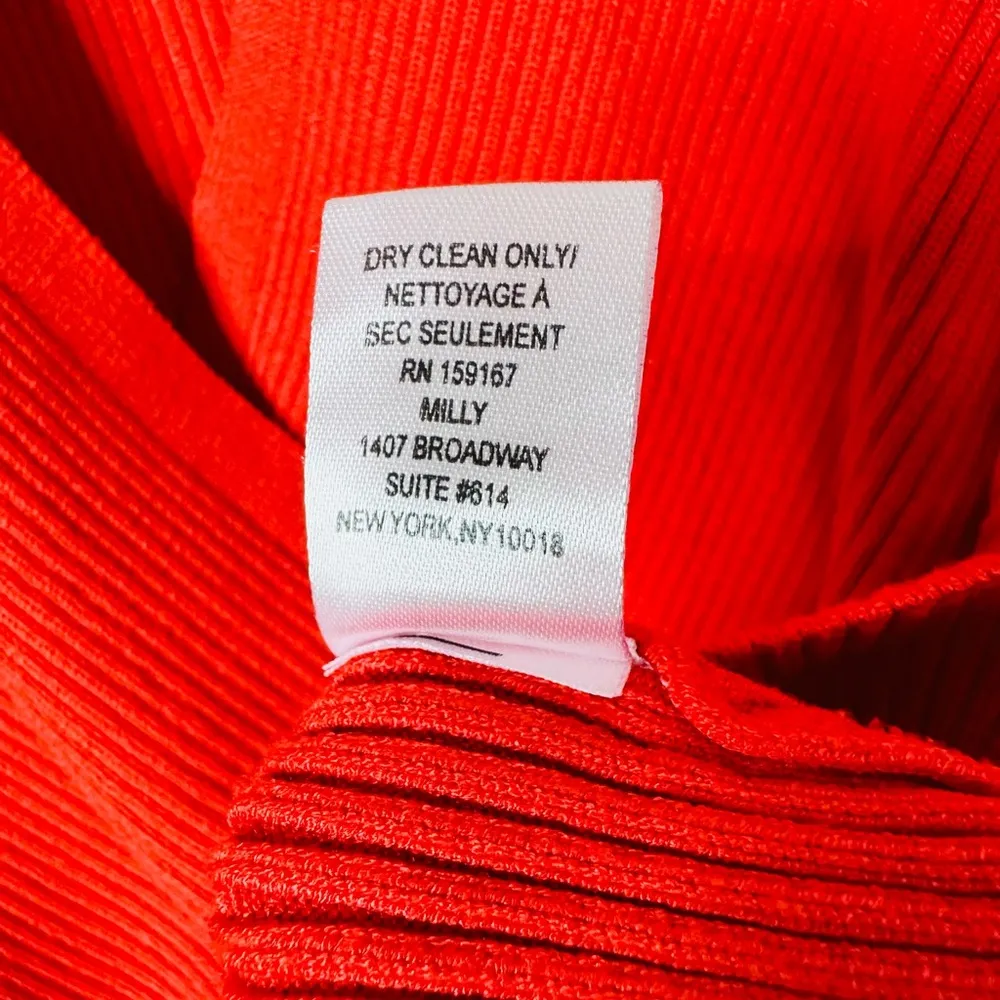 DRY CLEAN ONLY/
NETTOYAGE À
SEC SEULEMENT
RN 159167
MILLY
1407 BROADWAY
SUITE #614
NEW YORK,NY10018